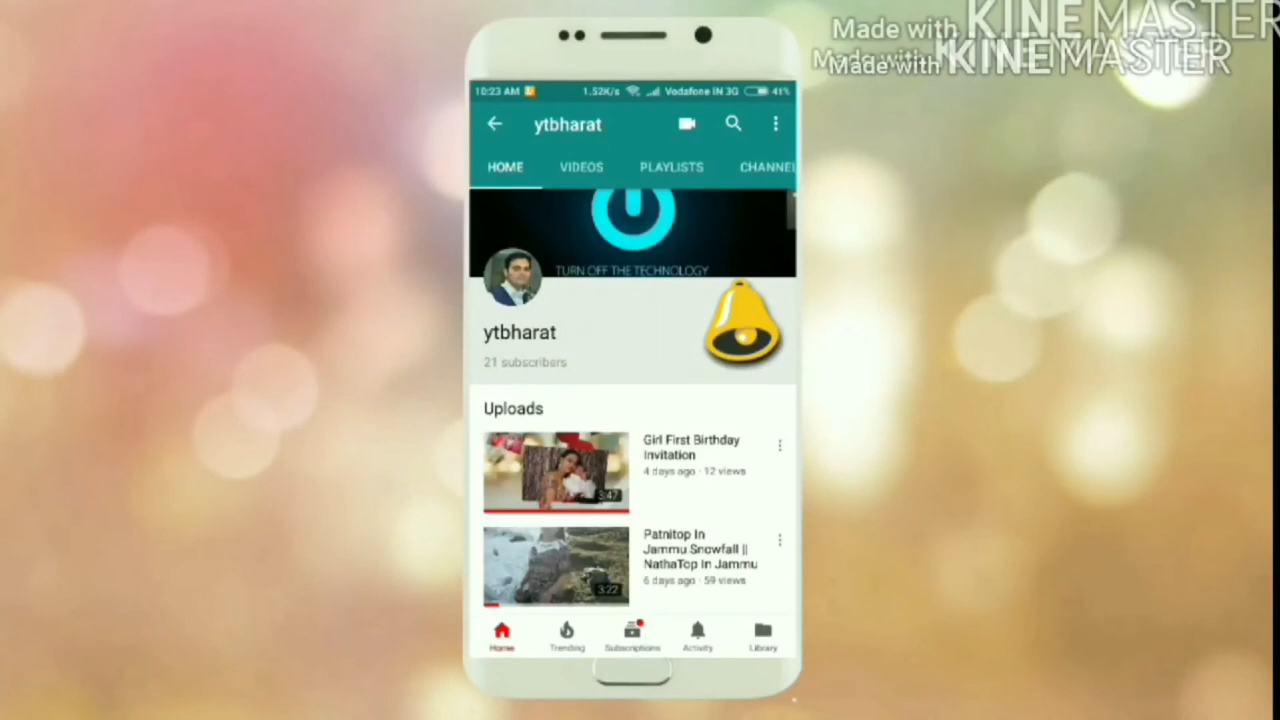 Made with KINEMASTER
Made with KINEMASTER
10:23 AM 1.52K/s Vodafone IN 3G 41%
ytbharat
HOME VIDEOS PLAYLISTS CHANNEL
TURN OFF THE TECHNOLOGY
ytbharat
21 subscribers
Uploads
Girl First Birthday
Invitation
4 days ago · 12 views
3:47
Patnitop In
Jammu Snowfall ||
NathaTop In Jammu
6 days ago · 59 views
3:22
Home Trending Subscriptions Activity Library